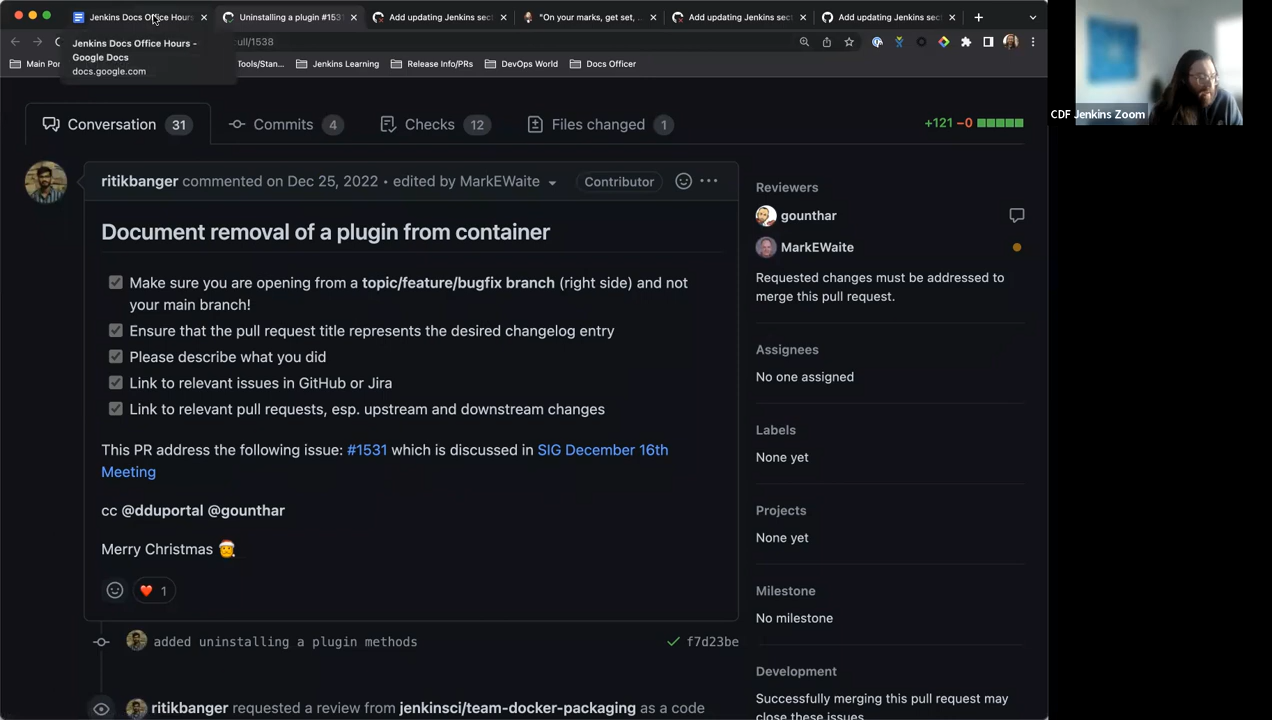 Jenkins Docs Office Hours
Uninstalling a plugin #153
Add updating Jenkins sec
"On your marks, get set,
Add updating Jenkins sec
Add updating Jenkins sec
Jenkins Docs Office Hours -
Google Docs
docs.google.com
ull/1538
Main Por
Tools/Stan...
Jenkins Learning
Release Info/PRs
DevOps World
Docs Officer
CDF Jenkins Zoom
Conversation 31
Commits 4
Checks 12
Files changed 1
+121 −0
ritikbanger commented on Dec 25, 2022 • edited by MarkEWaite
Contributor
Document removal of a plugin from container
Make sure you are opening from a topic/feature/bugfix branch (right side) and not
your main branch!
Ensure that the pull request title represents the desired changelog entry
Please describe what you did
Link to relevant issues in GitHub or Jira
Link to relevant pull requests, esp. upstream and downstream changes
This PR address the following issue: #1531 which is discussed in SIG December 16th
Meeting
cc @dduportal @gounthar
Merry Christmas 🎅
❤️ 1
added uninstalling a plugin methods
f7d23be
ritikbanger requested a review from jenkinsci/team-docker-packaging as a code
Reviewers
gounthar
MarkEWaite
Requested changes must be addressed to
merge this pull request.
Assignees
No one assigned
Labels
None yet
Projects
None yet
Milestone
No milestone
Development
Successfully merging this pull request may
close these issues.